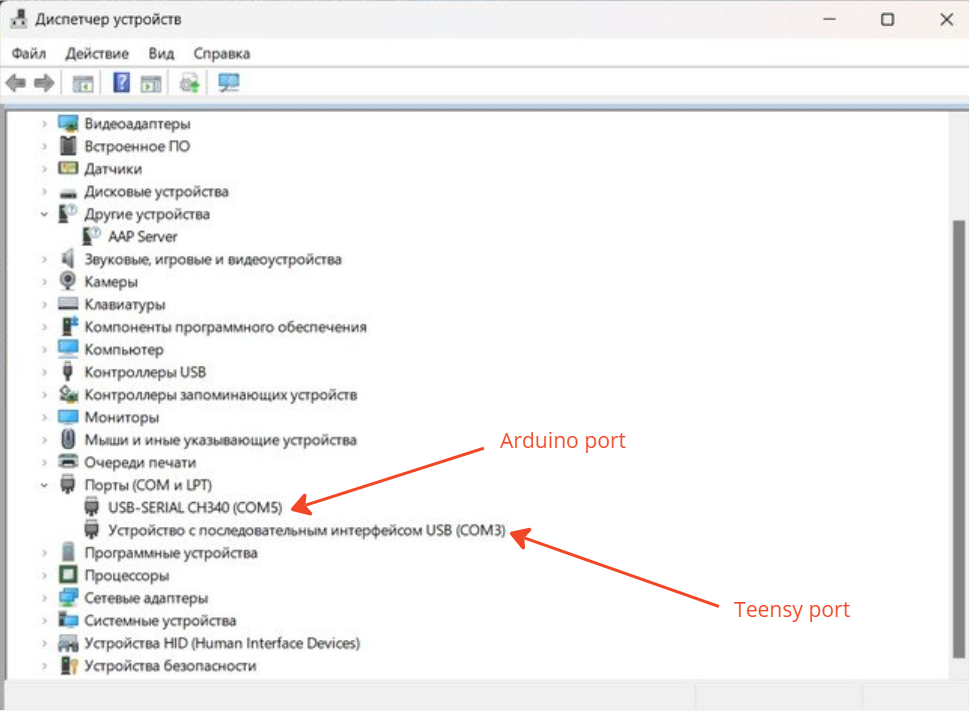 Диспетчер устройств
Файл Действие Вид Справка
Видеоадаптеры
Встроенное ПО
Датчики
Дисковые устройства
Другие устройства
AAP Server
Звуковые, игровые и видеоустройства
Камеры
Клавиатуры
Компоненты программного обеспечения
Компьютер
Контроллеры USB
Контроллеры запоминающих устройств
Мониторы
Мыши и иные указывающие устройства
Arduino port
Очереди печати
Порты (COM и LPT)
USB-SERIAL CH340 (COM5)
Устройство с последовательным интерфейсом USB (COM3)
Программные устройства
Процессоры
Сетевые адаптеры
Teensy port
Системные устройства
Устройства HID (Human Interface Devices)
Устройства безопасности